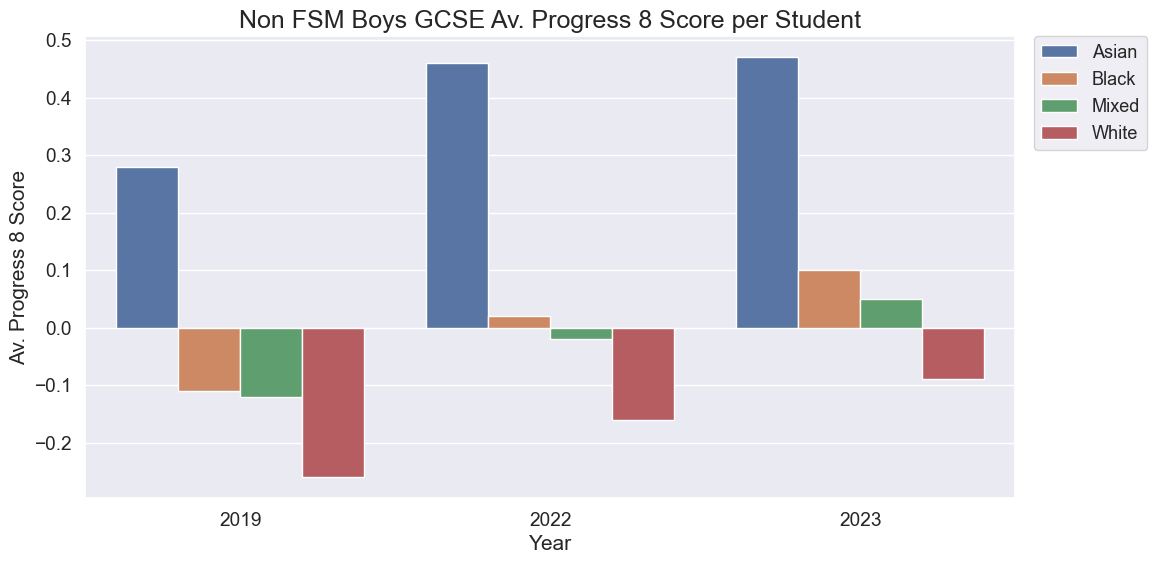 Non FSM Boys GCSE Av. Progress 8 Score per Student
Asian
Black
Mixed
White
Av. Progress 8 Score
0.5
0.4
0.3
0.2
0.1
0.0
−0.1
−0.2
2019
2022
2023
Year